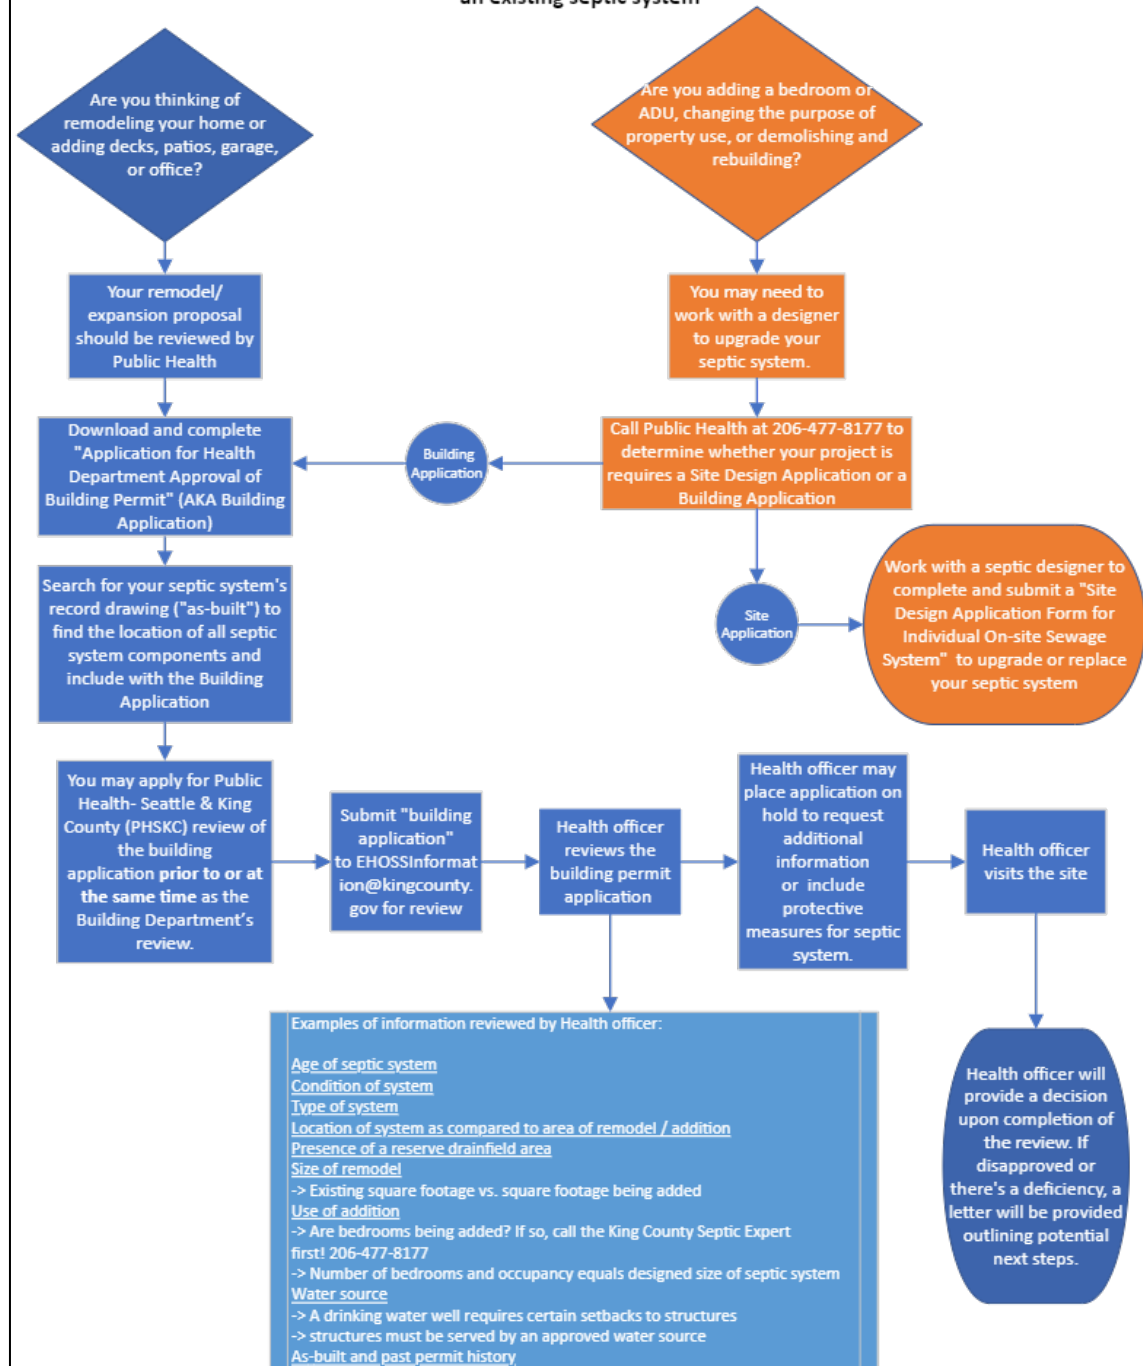 an existing septic system
Are you thinking of
remodeling your home or
adding decks, patios, garage,
or office?
Are you adding a bedroom or
ADU, changing the purpose of
property use, or demolishing and
rebuilding?
Your remodel/
expansion proposal
should be reviewed by
Public Health
You may need to
work with a designer
to upgrade your
septic system.
Download and complete
"Application for Health
Department Approval of
Building Permit" (AKA Building
Application)
Building
Application
Call Public Health at 206-477-8177 to
determine whether your project is
requires a Site Design Application or a
Building Application
Search for your septic system's
record drawing ("as-built") to
find the location of all septic
system components and
include with the Building
Application
Site
Application
Work with a septic designer to
complete and submit a "Site
Design Application Form for
Individual On-site Sewage
System" to upgrade or replace
your septic system
You may apply for Public
Health- Seattle & King
County (PHSKC) review of
the building
application prior to or at
the same time as the
Building Department's
review.
Submit "building
application"
to EHOSSInformat
ion@kingcounty.
gov for review
Health officer
reviews the
building permit
application
Health officer may
place application on
hold to request
additional
information
or include
protective
measures for septic
system.
Health officer
visits the site
Examples of information reviewed by Health officer:
Age of septic system
Condition of system
Type of system
Location of system as compared to area of remodel / addition
Presence of a reserve drainfield area
Size of remodel
-> Existing square footage vs. square footage being added
Use of addition
-> Are bedrooms being added? If so, call the King County Septic Expert
first! 206-477-8177
-> Number of bedrooms and occupancy equals designed size of septic system
Water source
-> A drinking water well requires certain setbacks to structures
-> structures must be served by an approved water source
As-built and past permit history
Health officer will
provide a decision
upon completion of
the review. If
disapproved or
there's a deficiency, a
letter will be provided
outlining potential
next steps.